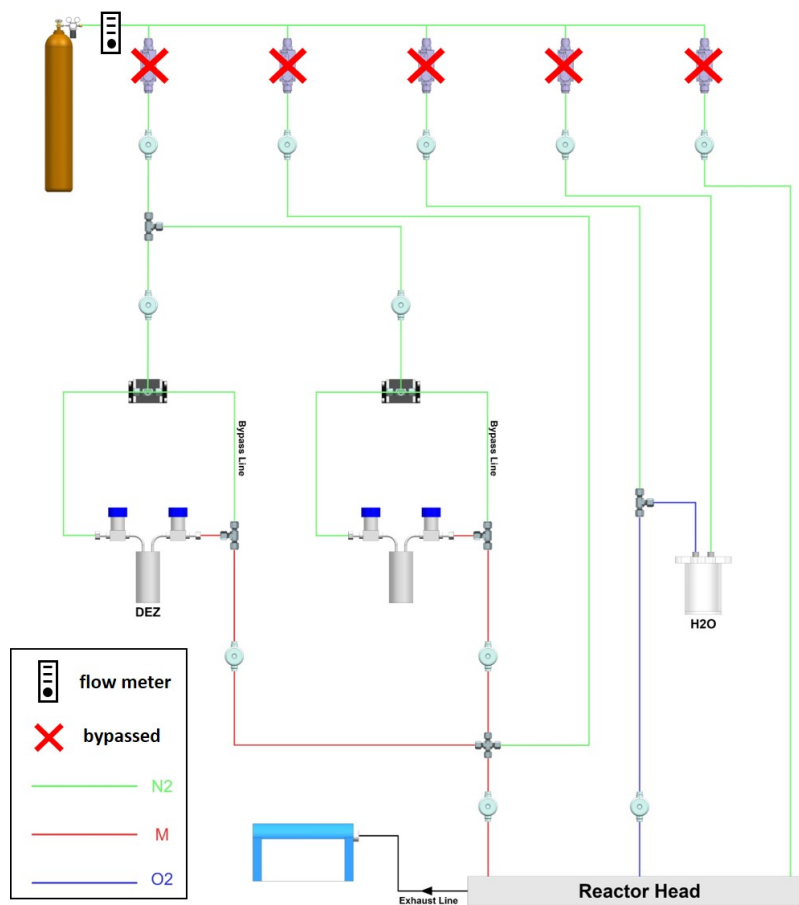 Bypass Line
Bypass Line
DEZ
H2O
flow meter
bypassed
N2
M
O2
Exhaust Line
Reactor Head